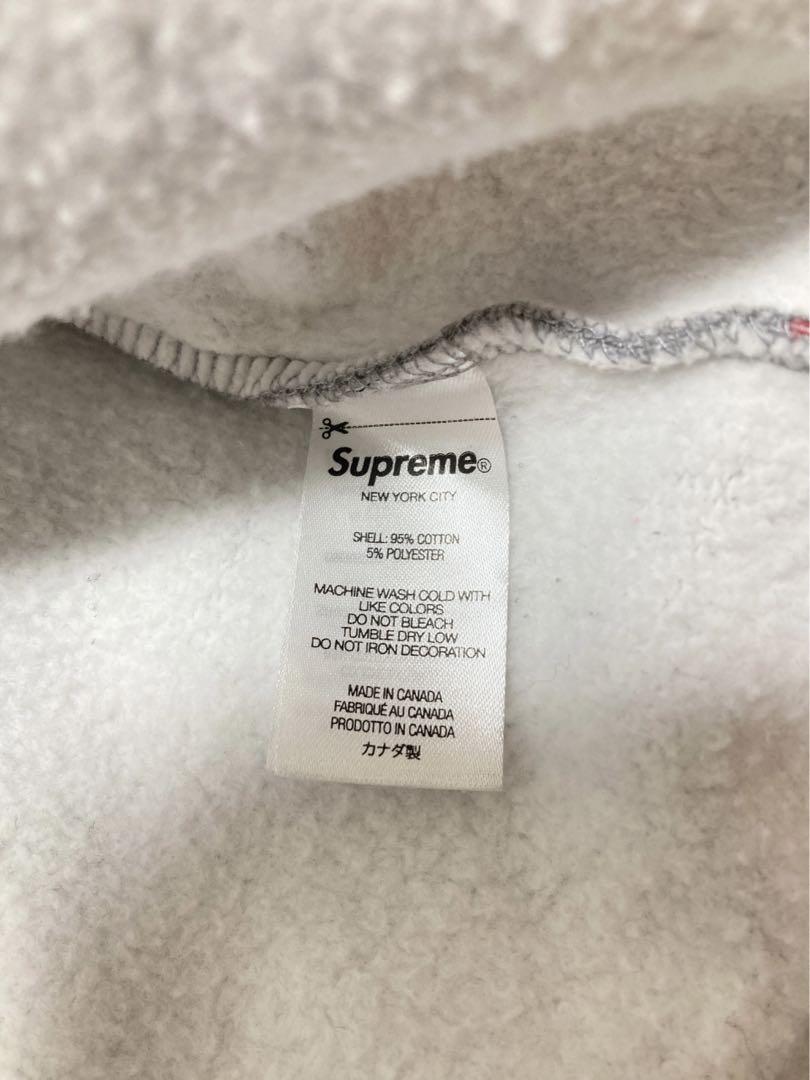 Supreme®
NEW YORK CITY
SHELL: 95% COTTON
5% POLYESTER
MACHINE WASH COLD WITH
LIKE COLORS
DO NOT BLEACH
TUMBLE DRY LOW
DO NOT IRON DECORATION
MADE IN CANADA
FABRIQUÉ AU CANADA
PRODOTTO IN CANADA
カナダ製